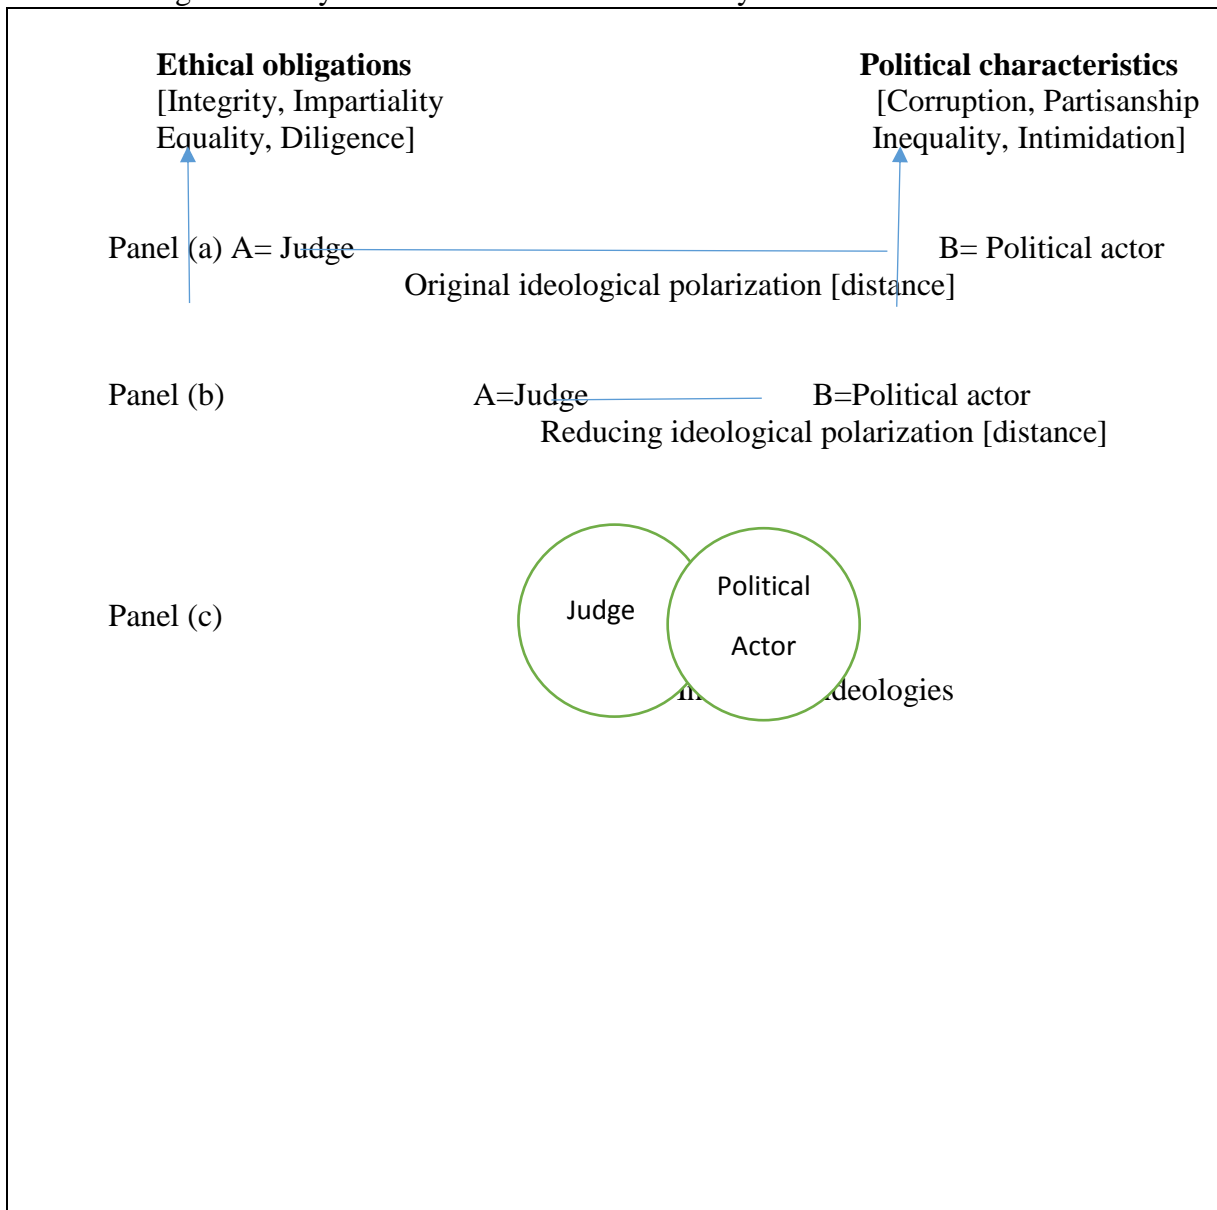 Ethical obligations
Political characteristics
[Integrity, Impartiality
[Corruption, Partisanship
Equality, Diligence]
Inequality, Intimidation]
Panel (a) A= Judge
B= Political actor
Original ideological polarization [distance]
Panel (b)
A=Judge
B=Political actor
Reducing ideological polarization [distance]
Judge
Political
Actor
Panel (c)
ideologies